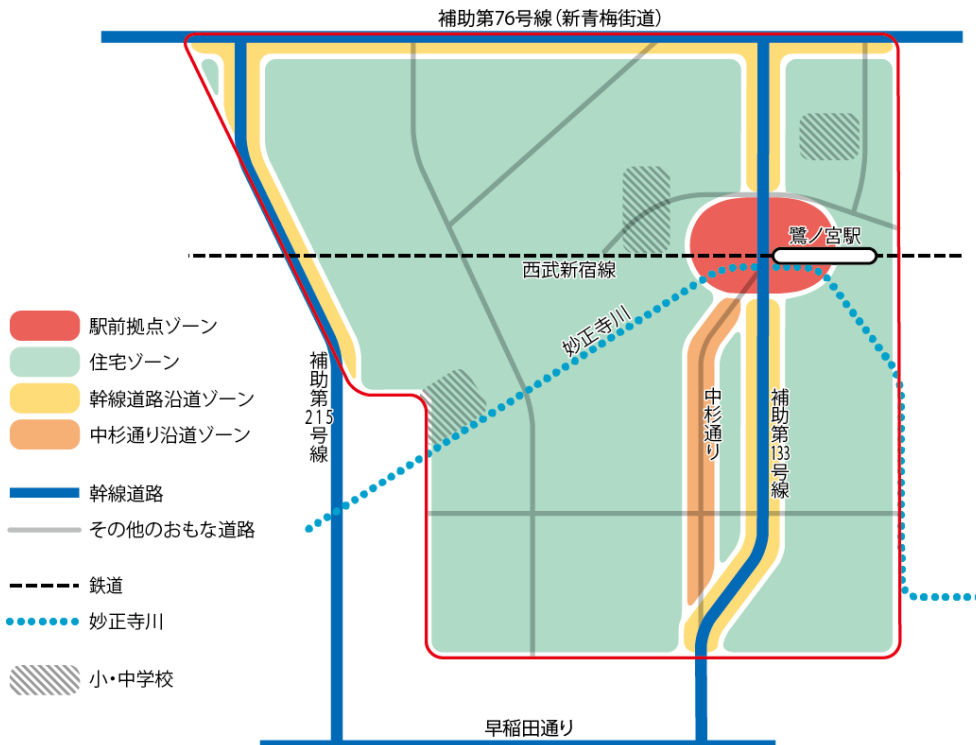 補助第76号線（新青梅街道）
鷺ノ宮駅
西武新宿線
妙正寺川
補助第215号線
中杉通り
補助第133号線
駅前拠点ゾーン
住宅ゾーン
幹線道路沿道ゾーン
中杉通り沿道ゾーン
幹線道路
その他のおもな道路
鉄道
妙正寺川
小・中学校
早稲田通り